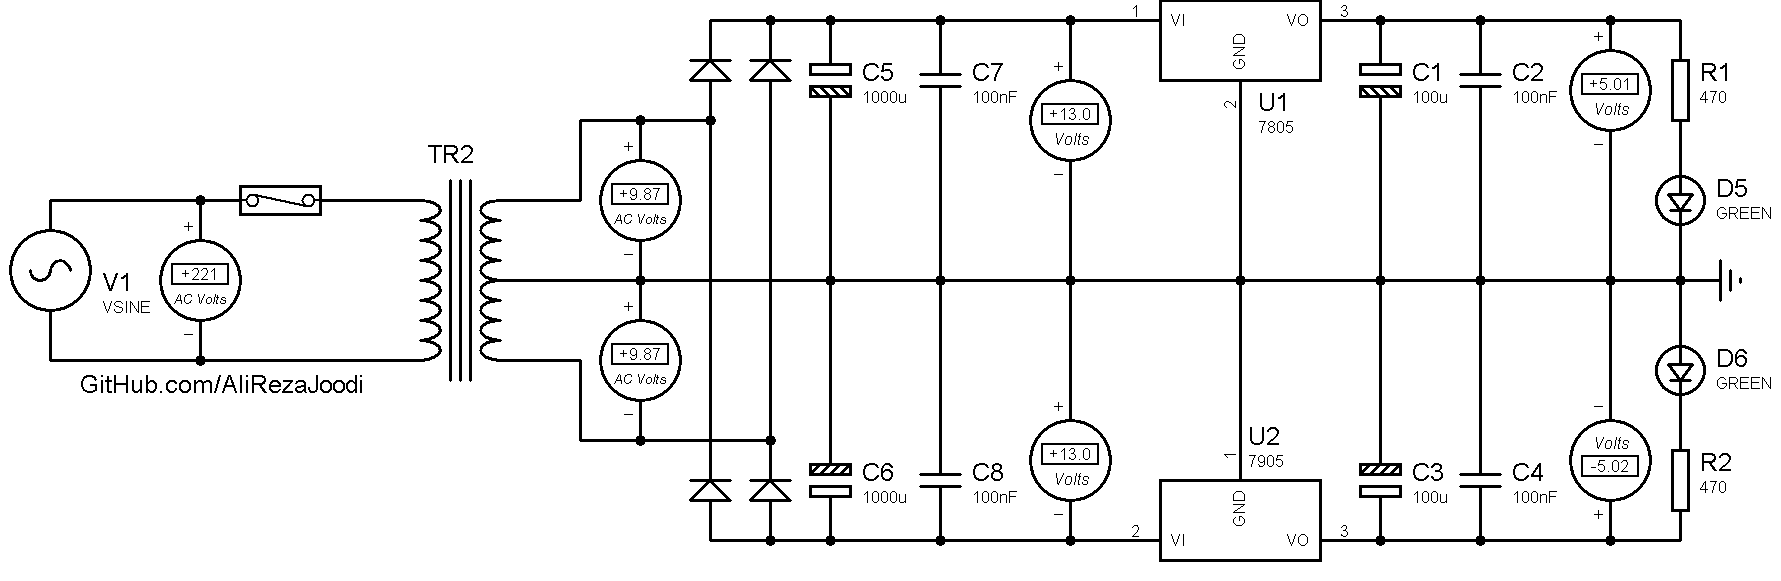 1
VI
VO
GND
2
3
U1
7805
C5
1000u
C7
100nF
+
+13.0
Volts
−
C1
100u
C2
100nF
+
+5.01
Volts
−
R1
470
TR2
+
+9.87
AC Volts
−
D5
GREEN
V1
VSINE
+
+221
AC Volts
−
+
+9.87
AC Volts
−
D6
GREEN
GitHub.com/AliRezaJoodi
U2
7905
1
C6
1000u
C8
100nF
+
+13.0
Volts
−
C3
100u
C4
100nF
−
Volts
-5.02
+
R2
470
2
GND
VI
VO
3